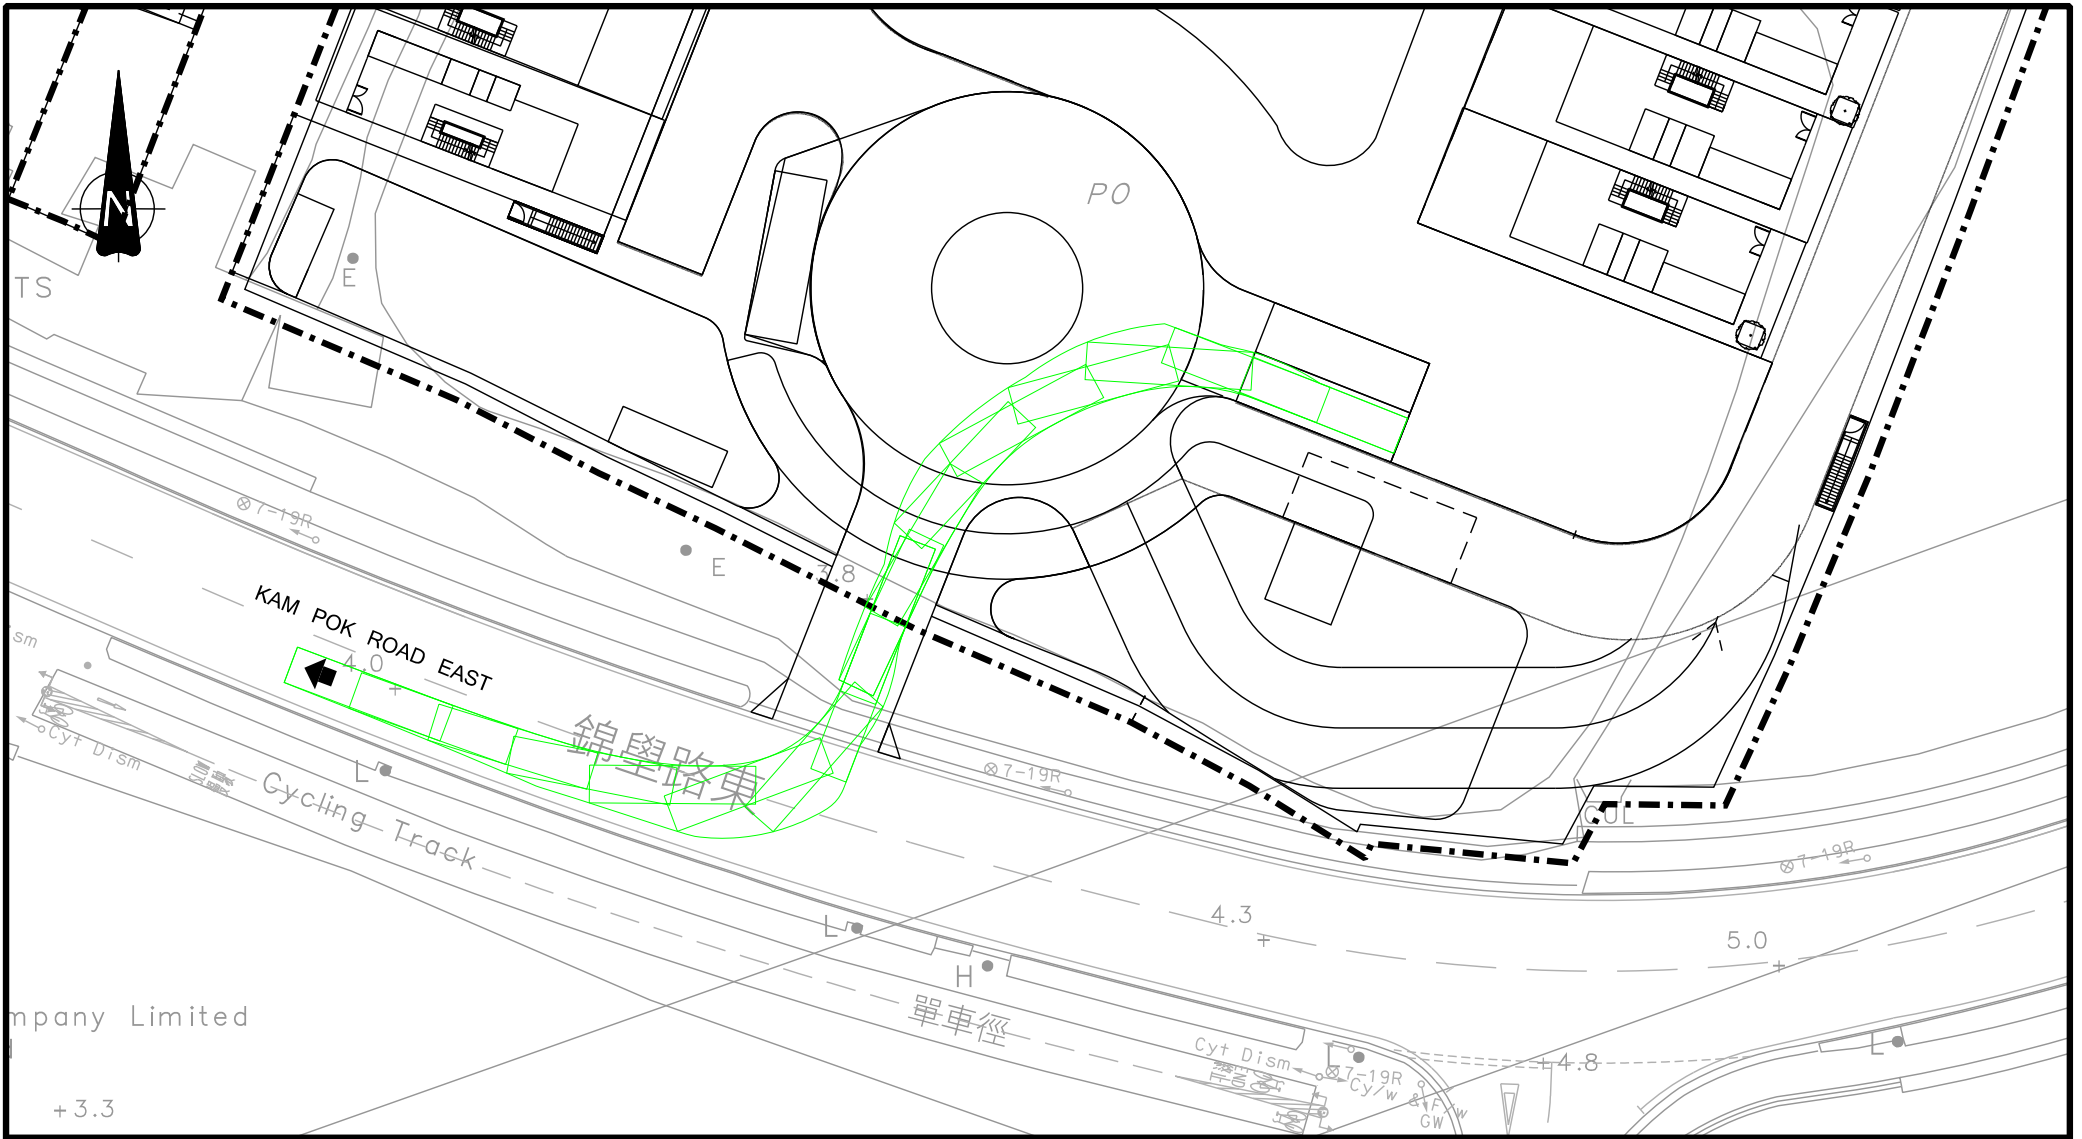 N
PO
TS
E
7-19R
E
3.8
KAM POK ROAD EAST
4.0
錦壆路東
Cyt Dism
L
Cycling Track
7-19R
CUL
7-19R
4.3
5.0
L
H
mpany Limited
單車徑
Cyt Dism
L
7-19R
Cy/w & F/w
GW
4.8
L
3.3